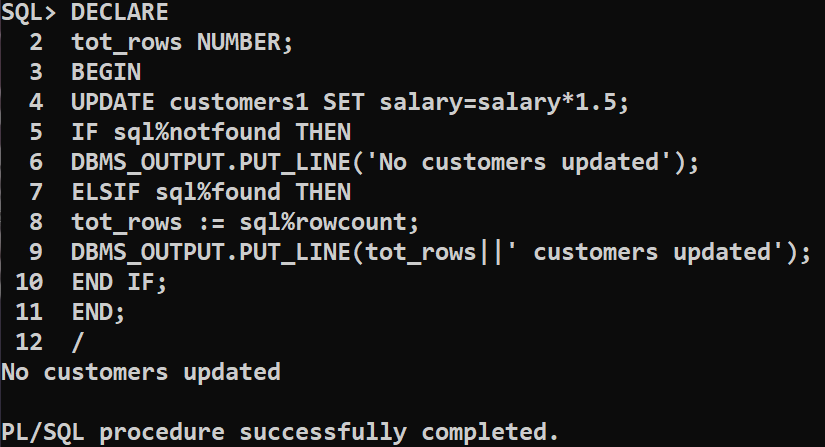 SQL> DECLARE
  2  tot_rows NUMBER;
  3  BEGIN
  4  UPDATE customers1 SET salary=salary*1.5;
  5  IF sql%notfound THEN
  6  DBMS_OUTPUT.PUT_LINE('No customers updated');
  7  ELSIF sql%found THEN
  8  tot_rows := sql%rowcount;
  9  DBMS_OUTPUT.PUT_LINE(tot_rows||' customers updated');
 10  END IF;
 11  END;
 12  /
No customers updated

PL/SQL procedure successfully completed.